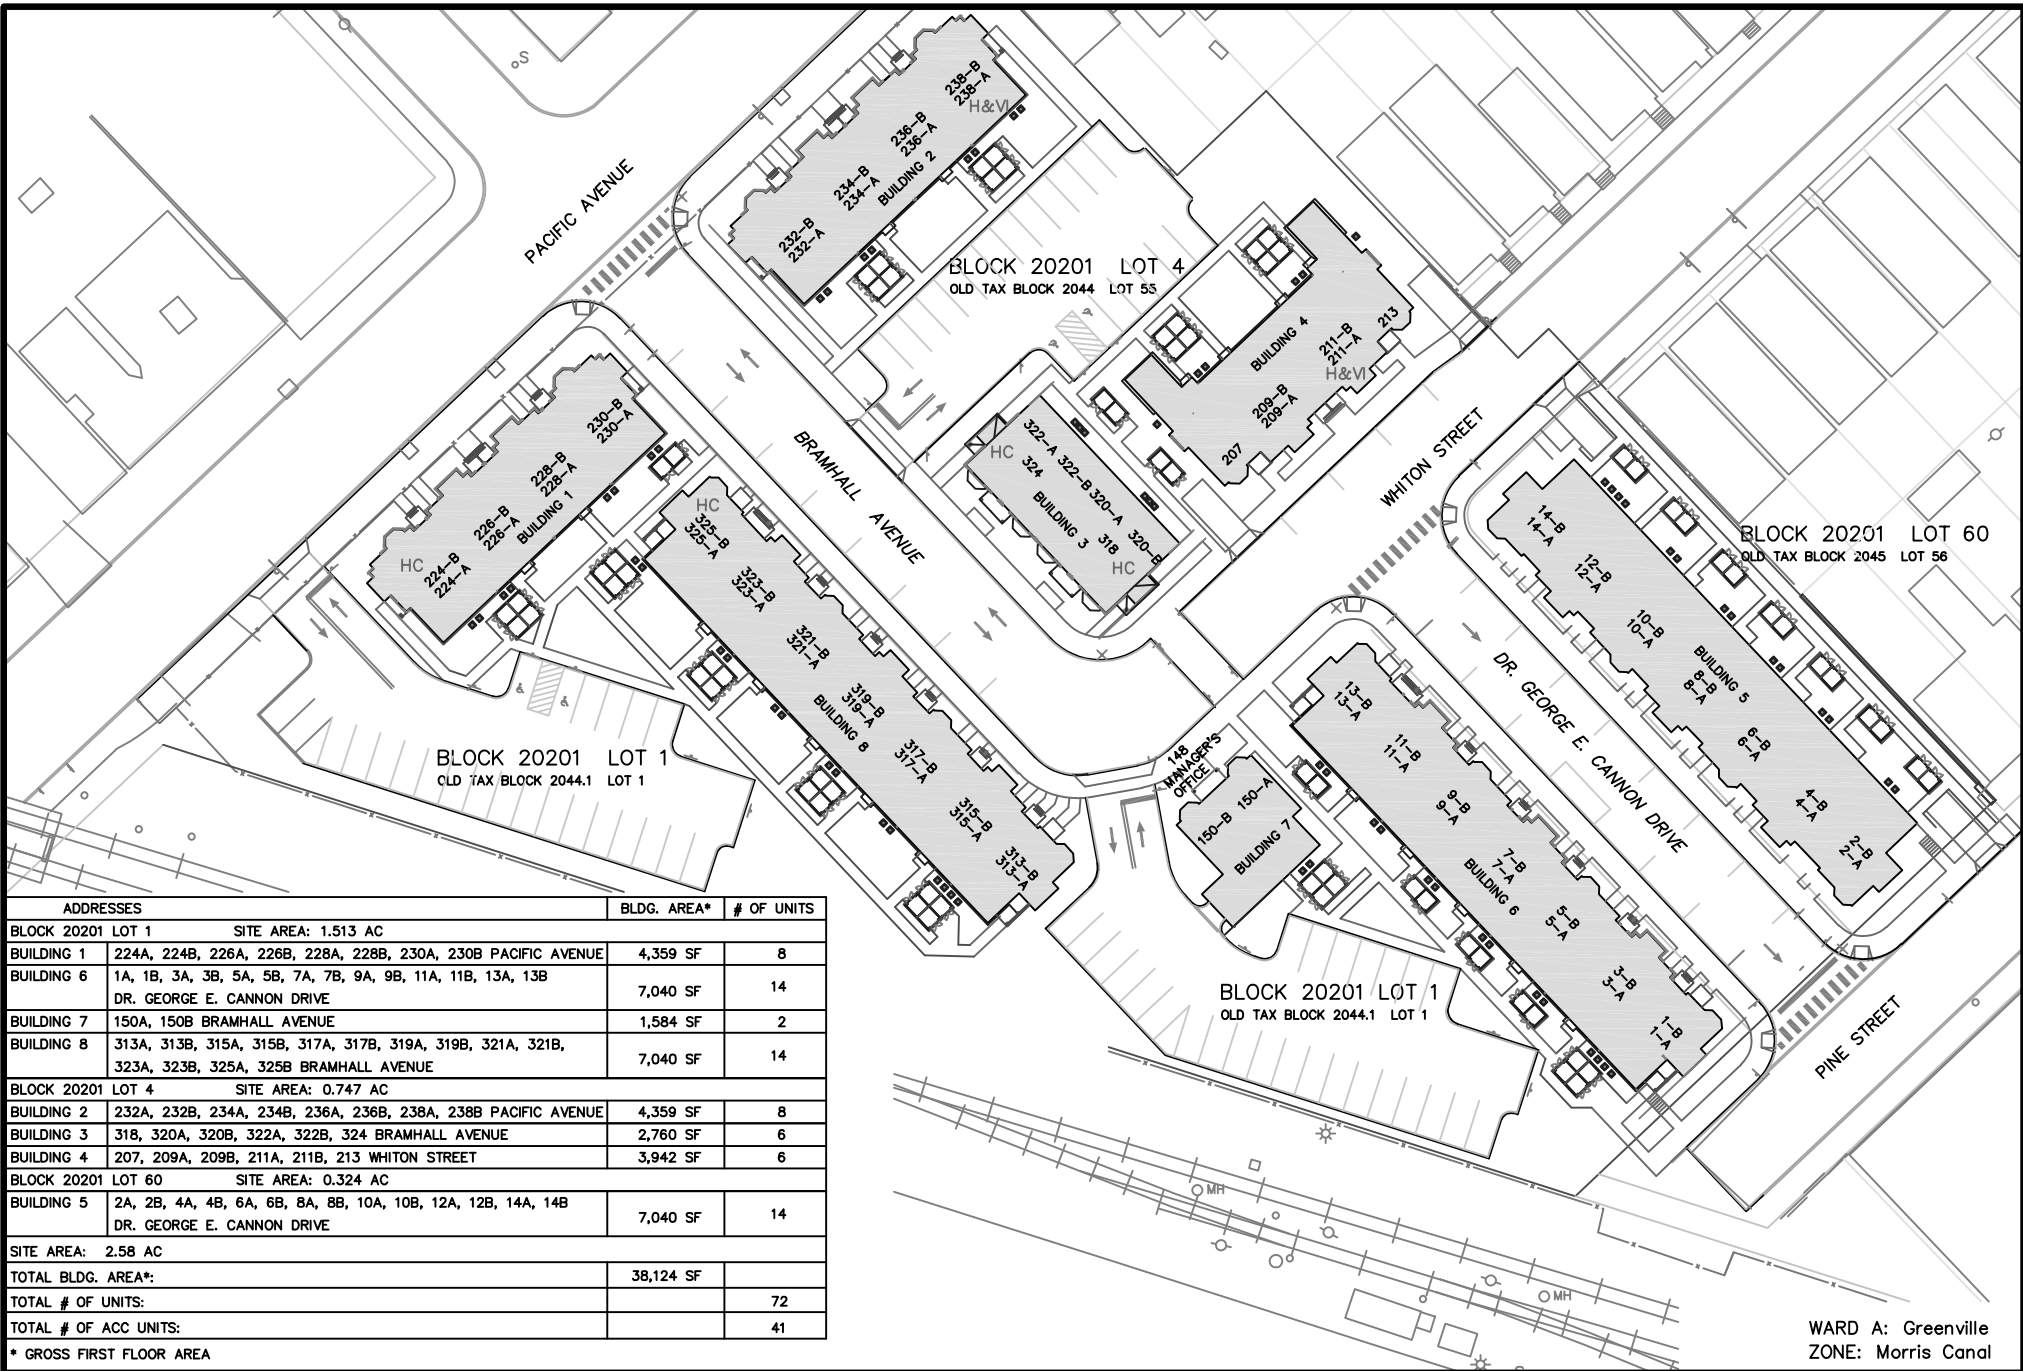 S
PACIFIC AVENUE
238-B
238-A
H&VI
236-B
236-A
234-B
234-A
BUILDING 2
232-B
232-A
BLOCK 20201 LOT 4
OLD TAX BLOCK 2044 LOT 55
BUILDING 4
213
211-B
211-A
H&VI
209-B
209-A
207
230-B
230-A
228-B
228-A
BUILDING 1
226-B
226-A
HC
224-B
224-A
BRAMHALL AVENUE
HC
322-A
324
322-B
BUILDING 3
320-A
318
320-B
HC
WHITON STREET
BLOCK 20201 LOT 60
OLD TAX BLOCK 2045 LOT 56
14-B
14-A
12-B
12-A
10-B
10-A
BUILDING 5
8-B
8-A
6-B
6-A
4-B
4-A
2-B
2-A
HC
325-B
325-A
323-B
323-A
321-B
321-A
319-B
319-A
BUILDING 8
317-B
317-A
315-B
315-A
313-B
313-A
DR. GEORGE E. CANNON DRIVE
BLOCK 20201 LOT 1
OLD TAX BLOCK 2044.1 LOT 1
148
MANAGER'S
OFFICE
150-B 150-A
BUILDING 7
13-B
13-A
11-B
11-A
9-B
9-A
7-B
7-A
BUILDING 6
5-B
5-A
3-B
3-A
1-B
1-A
BLOCK 20201 LOT 1
OLD TAX BLOCK 2044.1 LOT 1
PINE STREET
MH
MH
ADDRESSES BLDG. AREA* # OF UNITS
BLOCK 20201 LOT 1 SITE AREA: 1.513 AC
BUILDING 1 224A, 224B, 226A, 226B, 228A, 228B, 230A, 230B PACIFIC AVENUE 4,359 SF 8
BUILDING 6 1A, 1B, 3A, 3B, 5A, 5B, 7A, 7B, 9A, 9B, 11A, 11B, 13A, 13B
DR. GEORGE E. CANNON DRIVE 7,040 SF 14
BUILDING 7 150A, 150B BRAMHALL AVENUE 1,584 SF 2
BUILDING 8 313A, 313B, 315A, 315B, 317A, 317B, 319A, 319B, 321A, 321B,
323A, 323B, 325A, 325B BRAMHALL AVENUE 7,040 SF 14
BLOCK 20201 LOT 4 SITE AREA: 0.747 AC
BUILDING 2 232A, 232B, 234A, 234B, 236A, 236B, 238A, 238B PACIFIC AVENUE 4,359 SF 8
BUILDING 3 318, 320A, 320B, 322A, 322B, 324 BRAMHALL AVENUE 2,760 SF 6
BUILDING 4 207, 209A, 209B, 211A, 211B, 213 WHITON STREET 3,942 SF 6
BLOCK 20201 LOT 60 SITE AREA: 0.324 AC
BUILDING 5 2A, 2B, 4A, 4B, 6A, 6B, 8A, 8B, 10A, 10B, 12A, 12B, 14A, 14B
DR. GEORGE E. CANNON DRIVE 7,040 SF 14
SITE AREA: 2.58 AC
TOTAL BLDG. AREA*: 38,124 SF
TOTAL # OF UNITS: 72
TOTAL # OF ACC UNITS: 41
* GROSS FIRST FLOOR AREA
WARD A: Greenville
ZONE: Morris Canal